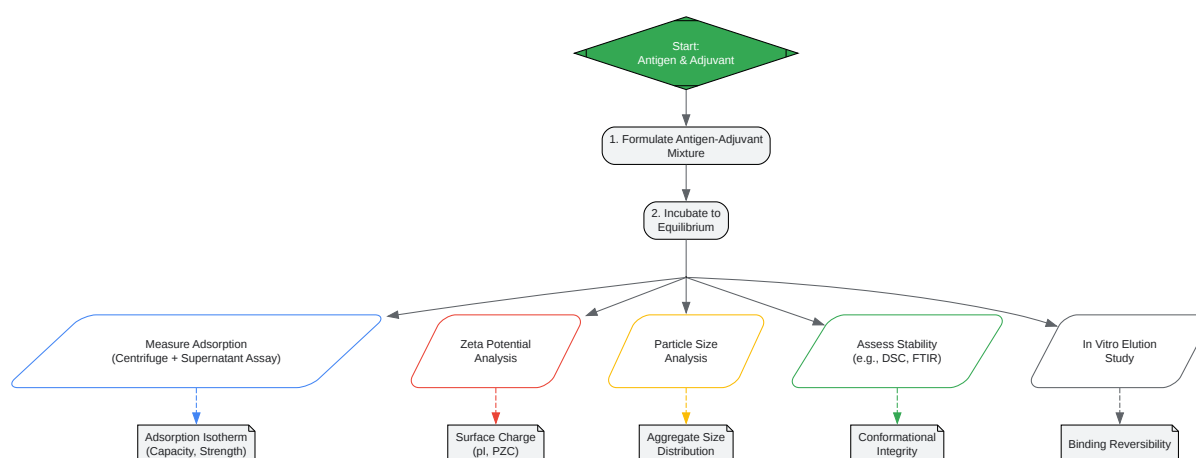 Start:
Antigen & Adjuvant
1. Formulate Antigen-Adjuvant
Mixture
2. Incubate to
Equilibrium
Measure Adsorption
(Centrifuge + Supernatant Assay)
Zeta Potential
Analysis
Particle Size
Analysis
Assess Stability
(e.g., DSC, FTIR)
In Vitro Elution
Study
Adsorption Isotherm
(Capacity, Strength)
Surface Charge
(pI, PZC)
Aggregate Size
Distribution
Conformational
Integrity
Binding Reversibility